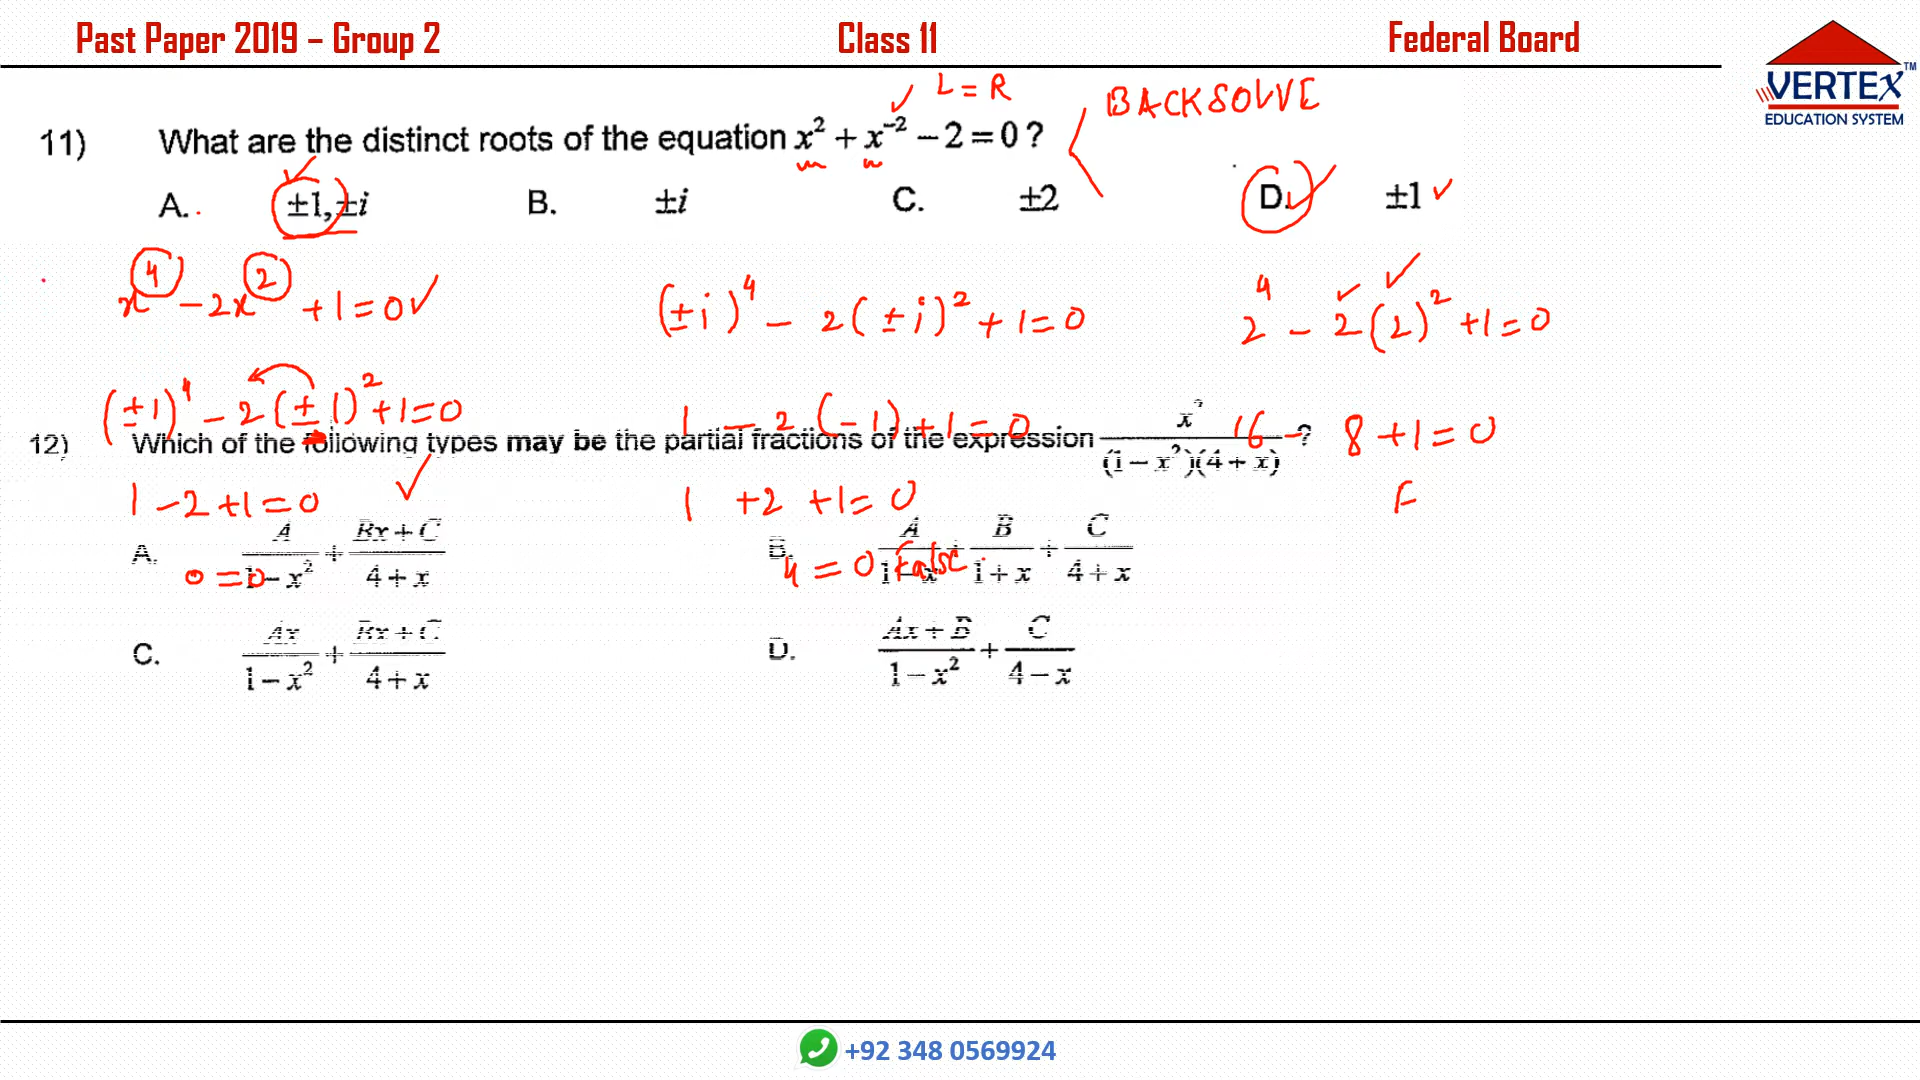 Past Paper 2019 – Group 2 Class 11 Federal Board
VERTEX™
EDUCATION SYSTEM
L = R BACKSOLVE
11) What are the distinct roots of the equation x² + x⁻² − 2 = 0 ?
A. ±1, ±i B. ±i C. ±2 D. ±1
x⁴ − 2x² + 1 = 0 (±i)⁴ − 2(±i)² + 1 = 0 2⁴ − 2(2)² + 1 = 0
(±1)⁴ − 2(±1)² + 1 = 0 1 − 2(−1) + 1 = 0 16 − 8 + 1 = 0
12) Which of the following types may be the partial fractions of the expression x²/((1 − x²)(4 + x)) ?
1 − 2 + 1 = 0 1 + 2 + 1 = 0 F
A. A/(1 − x²) + (Bx + C)/(4 + x) B. A/(1 − x) + B/(1 + x) + C/(4 + x)
0 = 0 4 = 0 False.
C. Ax/(1 − x²) + (Bx + C)/(4 + x) D. (Ax + B)/(1 − x²) + C/(4 − x)
+92 348 0569924